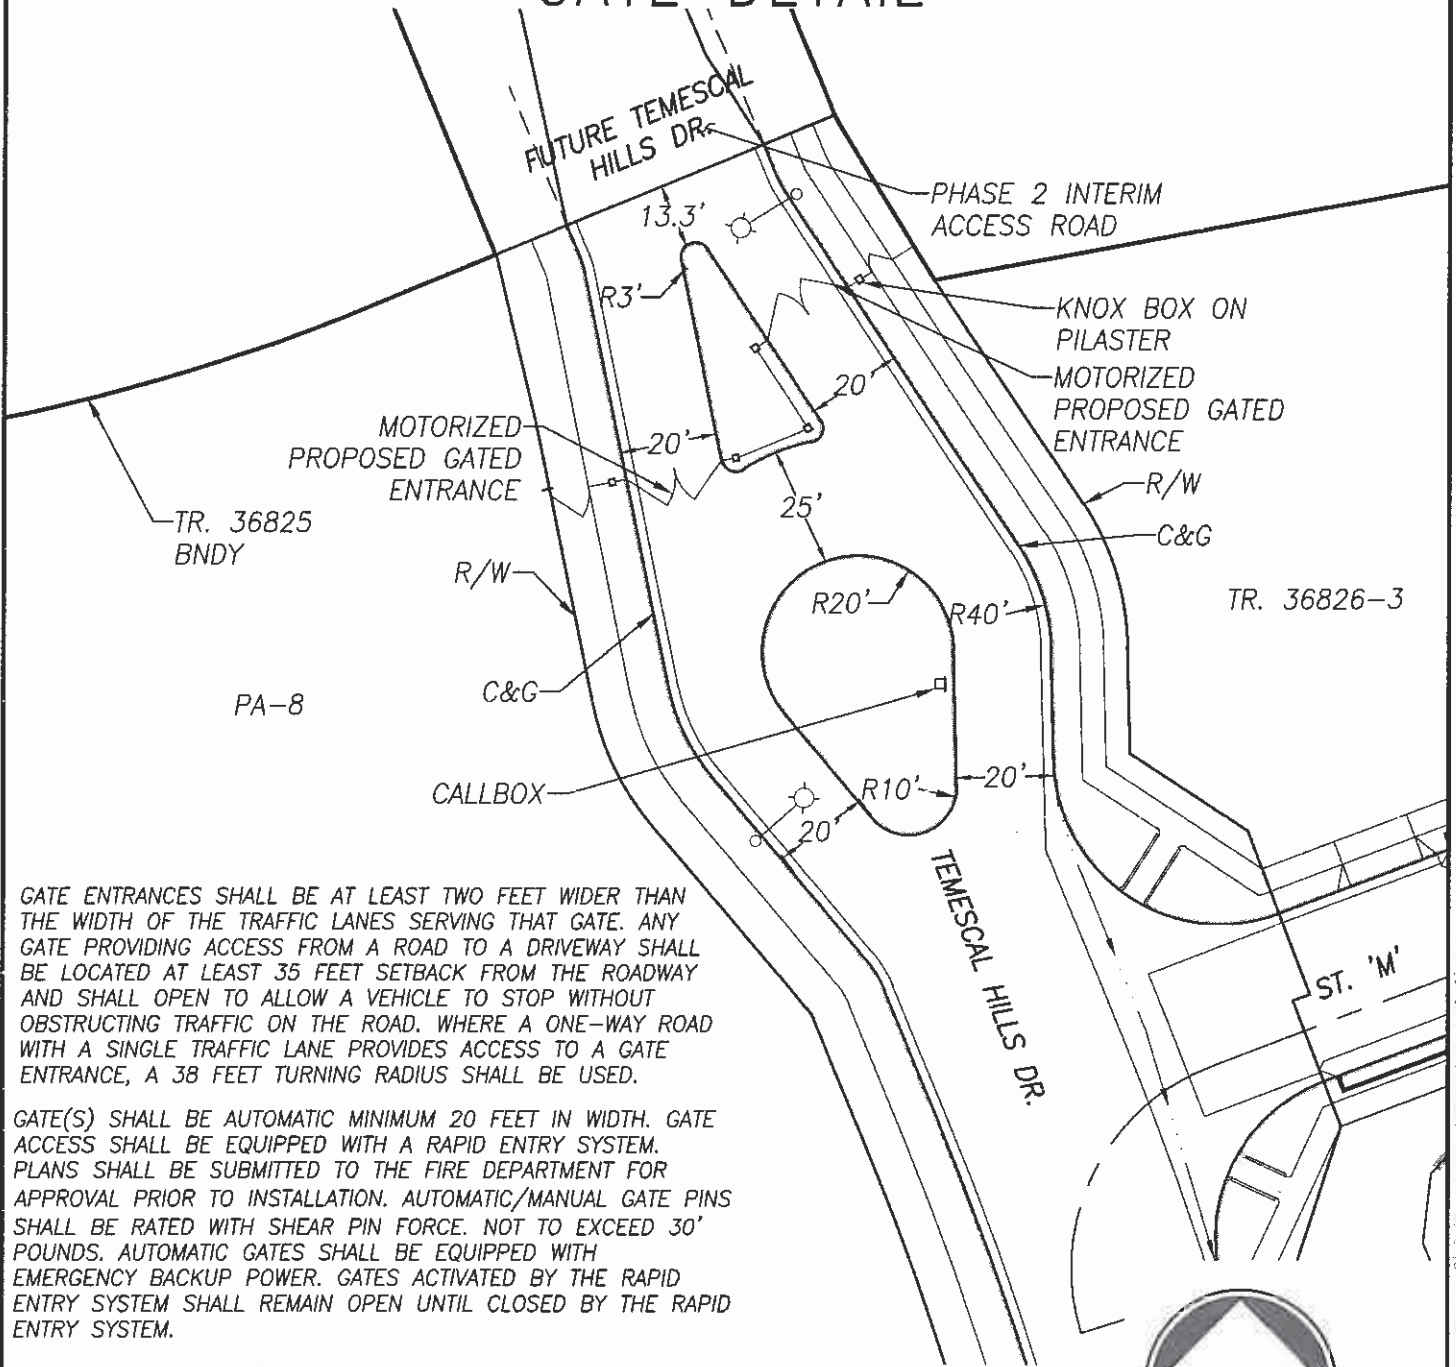 GATE DETAIL
FUTURE TEMESCAL
HILLS DR.
13.3'
PHASE 2 INTERIM
ACCESS ROAD
R3'
KNOX BOX ON
PILASTER
MOTORIZED
PROPOSED GATED
ENTRANCE
20'
MOTORIZED
PROPOSED GATED
ENTRANCE
20'
R/W
25'
TR. 36825
BNDY
C&G
R/W
R20'
R40'
TR. 36826-3
PA-8
C&G
CALLBOX
R10'
20'
20'
TEMESCAL HILLS DR.
ST. 'M'
GATE ENTRANCES SHALL BE AT LEAST TWO FEET WIDER THAN
THE WIDTH OF THE TRAFFIC LANES SERVING THAT GATE. ANY
GATE PROVIDING ACCESS FROM A ROAD TO A DRIVEWAY SHALL
BE LOCATED AT LEAST 35 FEET SETBACK FROM THE ROADWAY
AND SHALL OPEN TO ALLOW A VEHICLE TO STOP WITHOUT
OBSTRUCTING TRAFFIC ON THE ROAD. WHERE A ONE-WAY ROAD
WITH A SINGLE TRAFFIC LANE PROVIDES ACCESS TO A GATE
ENTRANCE, A 38 FEET TURNING RADIUS SHALL BE USED.
GATE(S) SHALL BE AUTOMATIC MINIMUM 20 FEET IN WIDTH. GATE
ACCESS SHALL BE EQUIPPED WITH A RAPID ENTRY SYSTEM.
PLANS SHALL BE SUBMITTED TO THE FIRE DEPARTMENT FOR
APPROVAL PRIOR TO INSTALLATION. AUTOMATIC/MANUAL GATE PINS
SHALL BE RATED WITH SHEAR PIN FORCE. NOT TO EXCEED 30'
POUNDS. AUTOMATIC GATES SHALL BE EQUIPPED WITH
EMERGENCY BACKUP POWER. GATES ACTIVATED BY THE RAPID
ENTRY SYSTEM SHALL REMAIN OPEN UNTIL CLOSED BY THE RAPID
ENTRY SYSTEM.